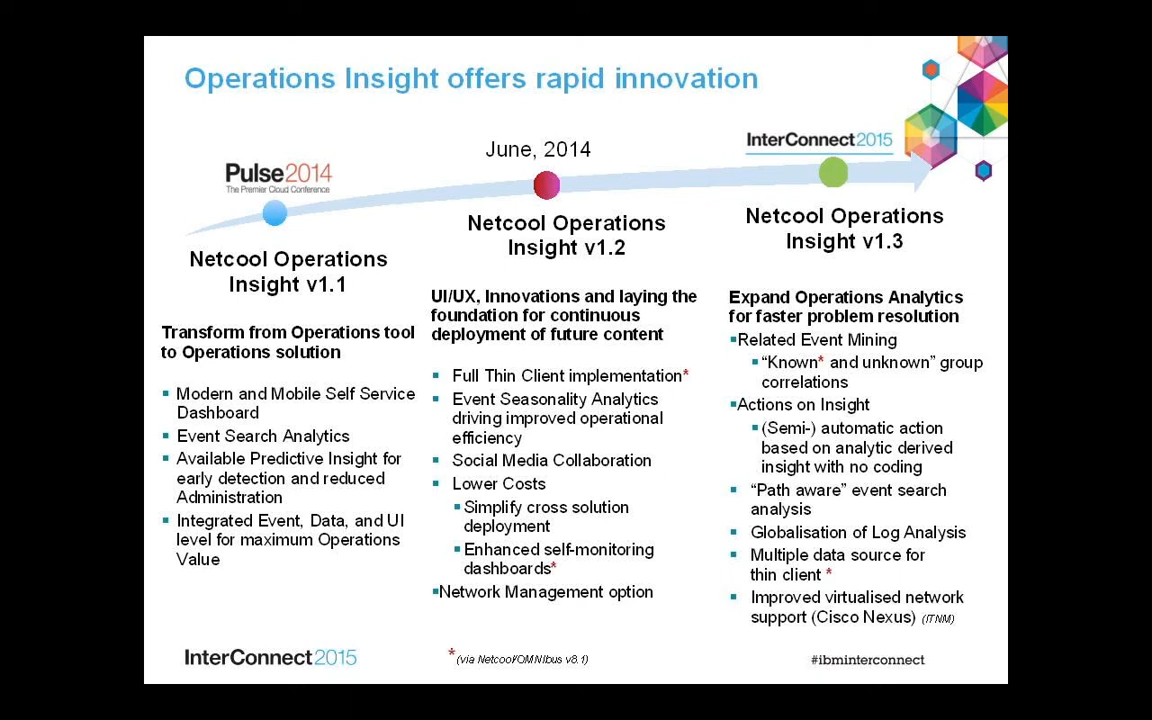 Operations Insight offers rapid innovation
Pulse2014
The Premier Cloud Conference
June, 2014
InterConnect2015
Netcool Operations
Insight v1.1
Transform from Operations tool
to Operations solution
▪ Modern and Mobile Self Service
Dashboard
▪ Event Search Analytics
▪ Available Predictive Insight for
early detection and reduced
Administration
▪ Integrated Event, Data, and UI
level for maximum Operations
Value
Netcool Operations
Insight v1.2
UI/UX, Innovations and laying the
foundation for continuous
deployment of future content
▪ Full Thin Client implementation*
▪ Event Seasonality Analytics
driving improved operational
efficiency
▪ Social Media Collaboration
▪ Lower Costs
▪Simplify cross solution
deployment
▪Enhanced self-monitoring
dashboards*
▪Network Management option
Netcool Operations
Insight v1.3
Expand Operations Analytics
for faster problem resolution
▪Related Event Mining
▪“Known* and unknown” group
correlations
▪Actions on Insight
▪(Semi-) automatic action
based on analytic derived
insight with no coding
▪ “Path aware” event search
analysis
▪ Globalisation of Log Analysis
▪ Multiple data source for
thin client *
▪ Improved virtualised network
support (Cisco Nexus) (ITNM)
InterConnect2015
*(via Netcool/OMNIbus v8.1)
#ibminterconnect